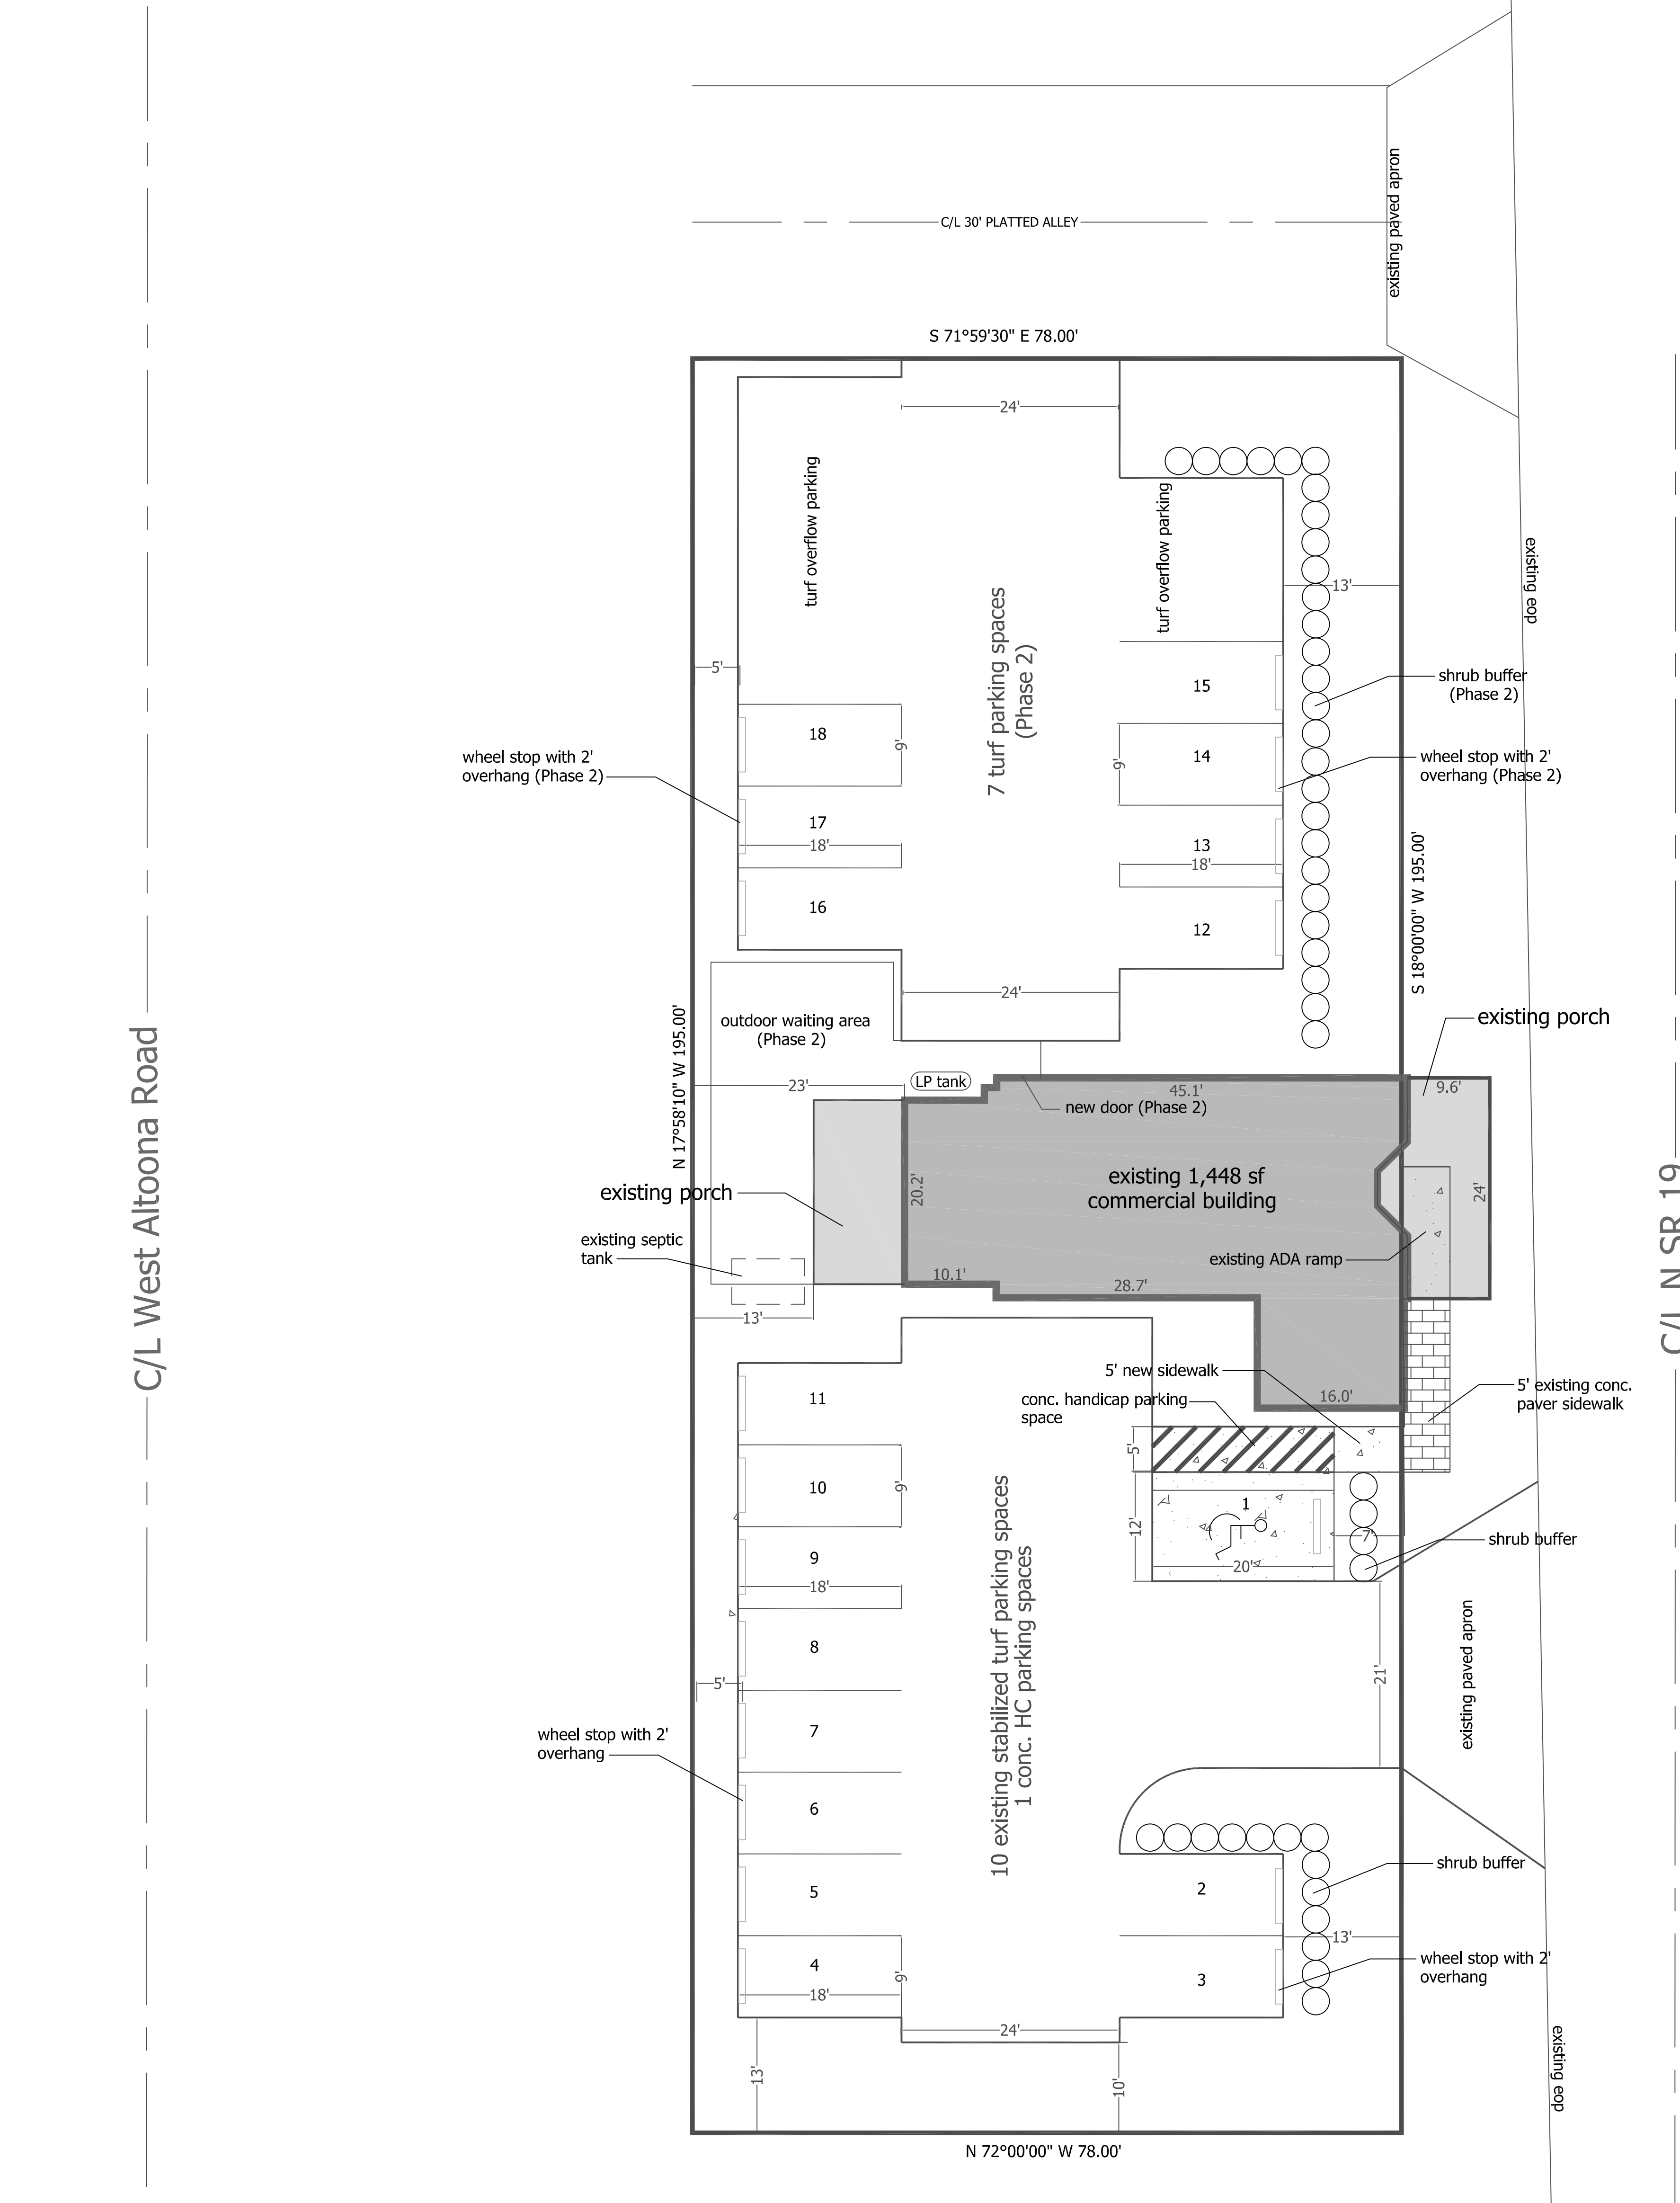 C/L 30' PLATTED ALLEY
existing paved apron
S 71°59'30" E 78.00'
24'
turf overflow parking
turf overflow parking
13'
existing eop
7 turf parking spaces
(Phase 2)
5'
15
shrub buffer
(Phase 2)
18
9'
14
9'
wheel stop with 2'
overhang (Phase 2)
wheel stop with 2'
overhang (Phase 2)
17
18'
13
18'
16
12
S 18°00'00" W 195.00'
24'
outdoor waiting area
(Phase 2)
N 17°58'10" W 195.00'
existing porch
LP tank
23'
45.1'
9.6'
new door (Phase 2)
C/L West Altoona Road
existing 1,448 sf
commercial building
20.2'
24'
existing porch
existing septic
tank
existing ADA ramp
10.1'
28.7'
13'
C/L N SR 19
5' new sidewalk
conc. handicap parking
space
16.0'
5' existing conc.
paver sidewalk
11
5'
10
9'
1
12'
7'
shrub buffer
20'
9
18'
10 existing stabilized turf parking spaces
1 conc. HC parking spaces
8
21'
existing paved apron
5'
7
wheel stop with 2'
overhang
6
5
2
shrub buffer
13'
4
18'
9'
3
wheel stop with 2'
overhang
24'
13'
10'
existing eop
N 72°00'00" W 78.00'